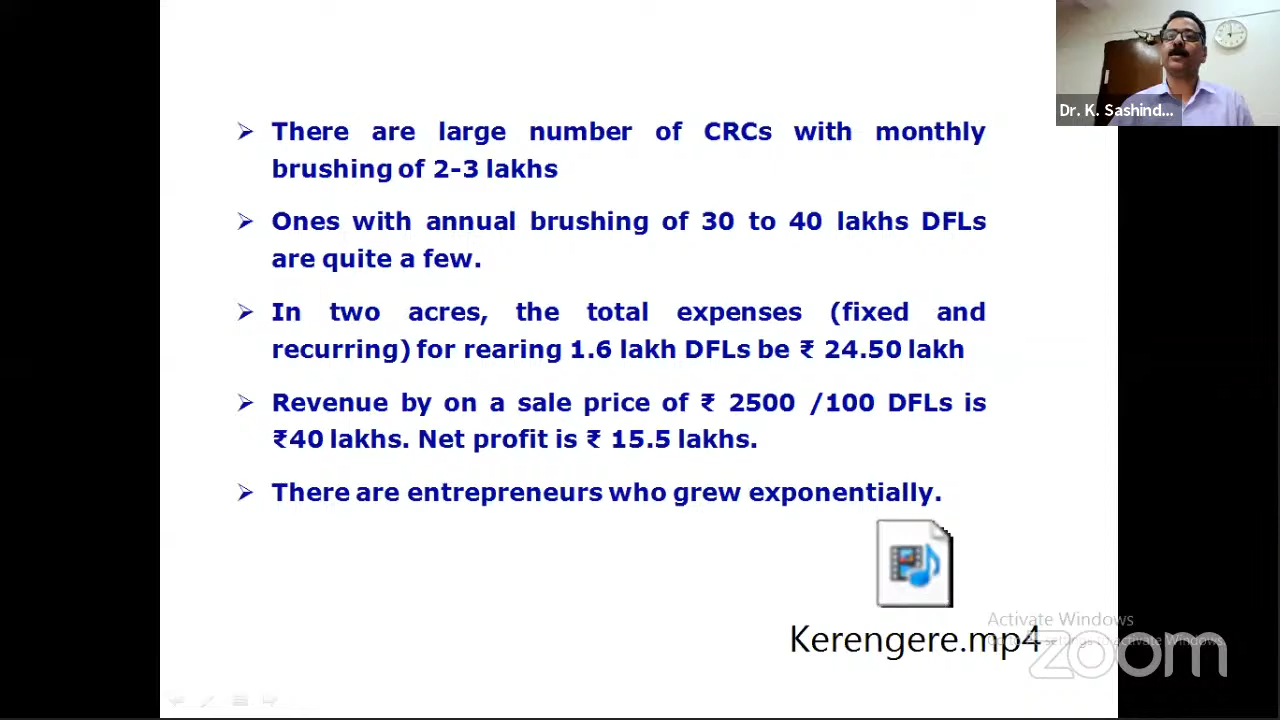 There are large number of CRCs with monthly
brushing of 2-3 lakhs
Ones with annual brushing of 30 to 40 lakhs DFLs
are quite a few.
In two acres, the total expenses (fixed and
recurring) for rearing 1.6 lakh DFLs be ₹ 24.50 lakh
Revenue by on a sale price of ₹ 2500 /100 DFLs is
₹40 lakhs. Net profit is ₹ 15.5 lakhs.
There are entrepreneurs who grew exponentially.
Kerengere.mp4
Dr. K. Sashind...
Activate Windows
zoom